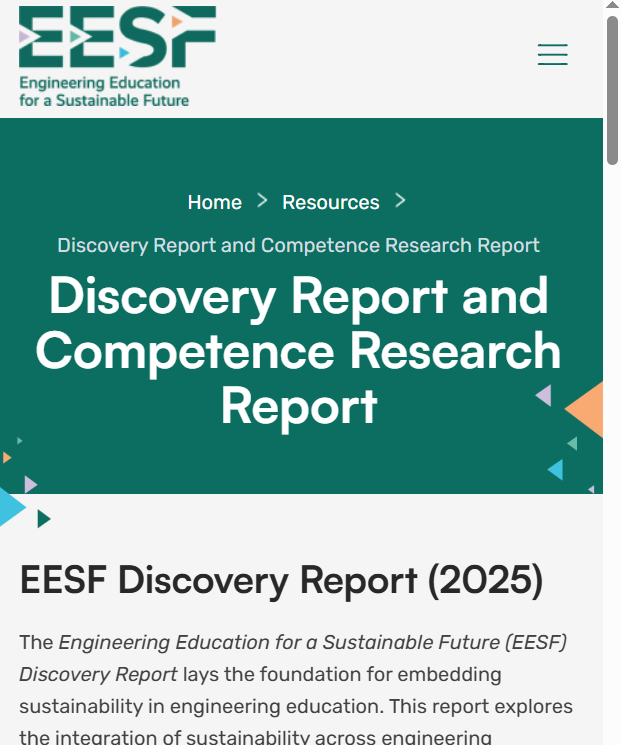 EESF
Engineering Education
for a Sustainable Future
Home > Resources >
Discovery Report and Competence Research Report
Discovery Report and
Competence Research
Report
EESF Discovery Report (2025)
The Engineering Education for a Sustainable Future (EESF)
Discovery Report lays the foundation for embedding
sustainability in engineering education. This report explores
the integration of sustainability across engineering